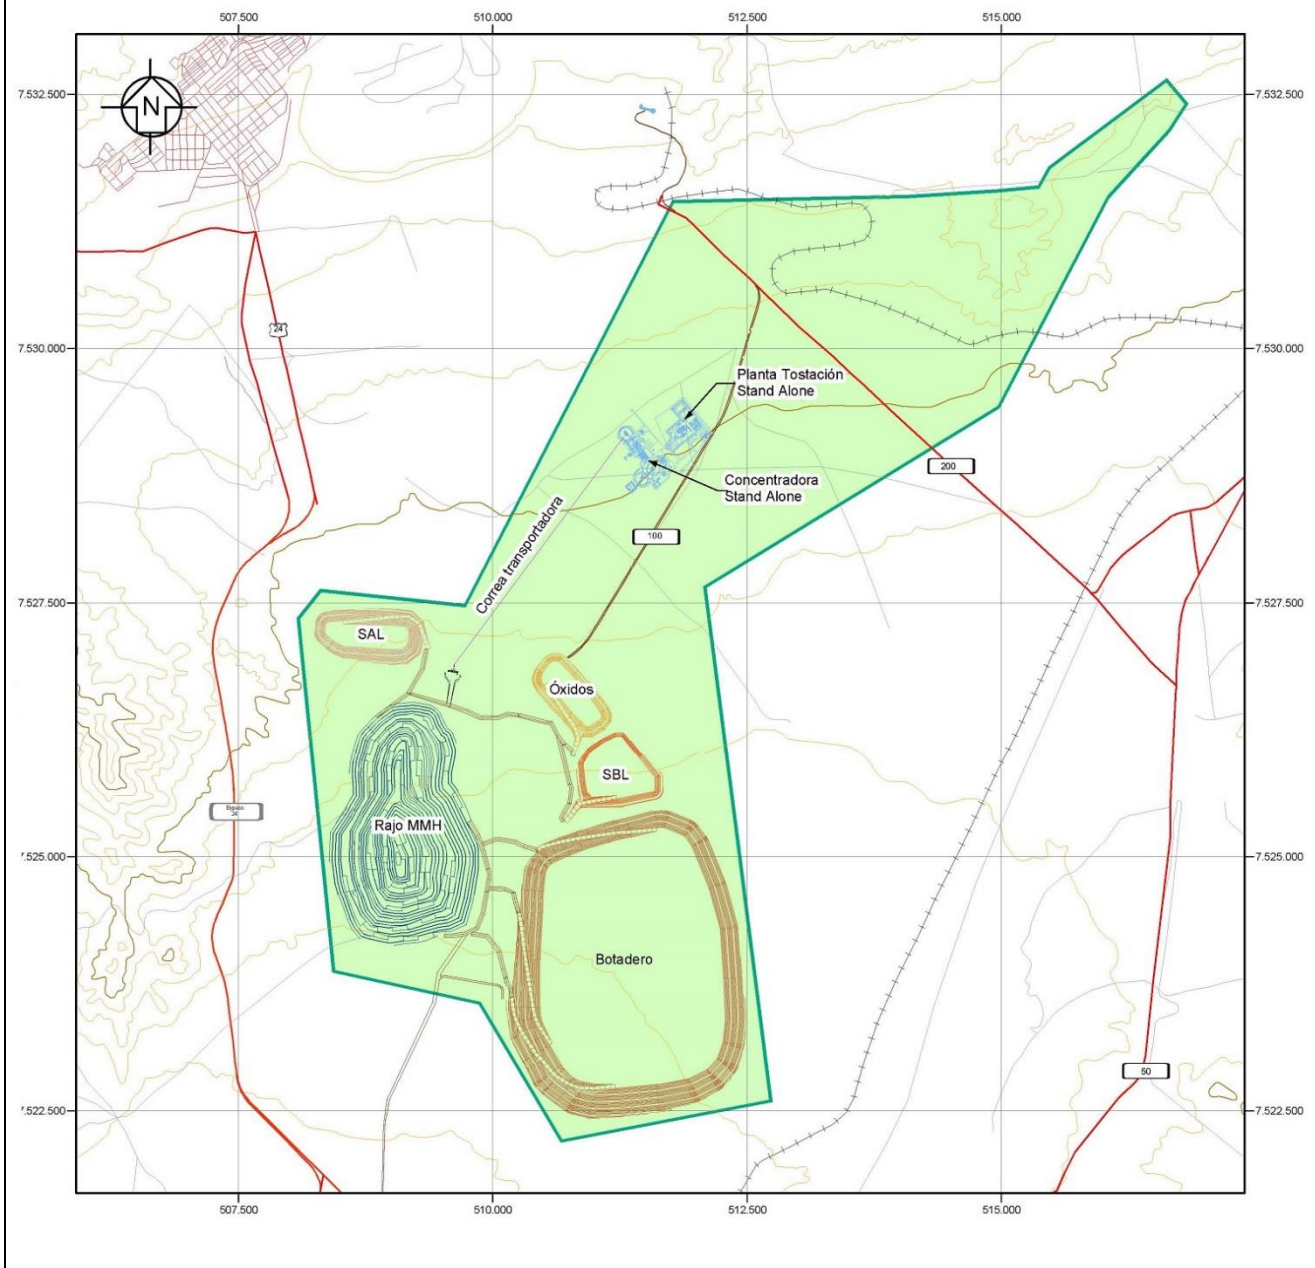 507.500 510.000 512.500 515.000
N
7.532.500 7.532.500
24
7.530.000 7.530.000
Planta Tostación
Stand Alone
200
Concentradora
Stand Alone
100
Correa transportadora
7.527.500 7.527.500
SAL
Óxidos
SBL
24
Rajo MMH
7.525.000 7.525.000
Botadero
50
7.522.500 7.522.500
507.500 510.000 512.500 515.000